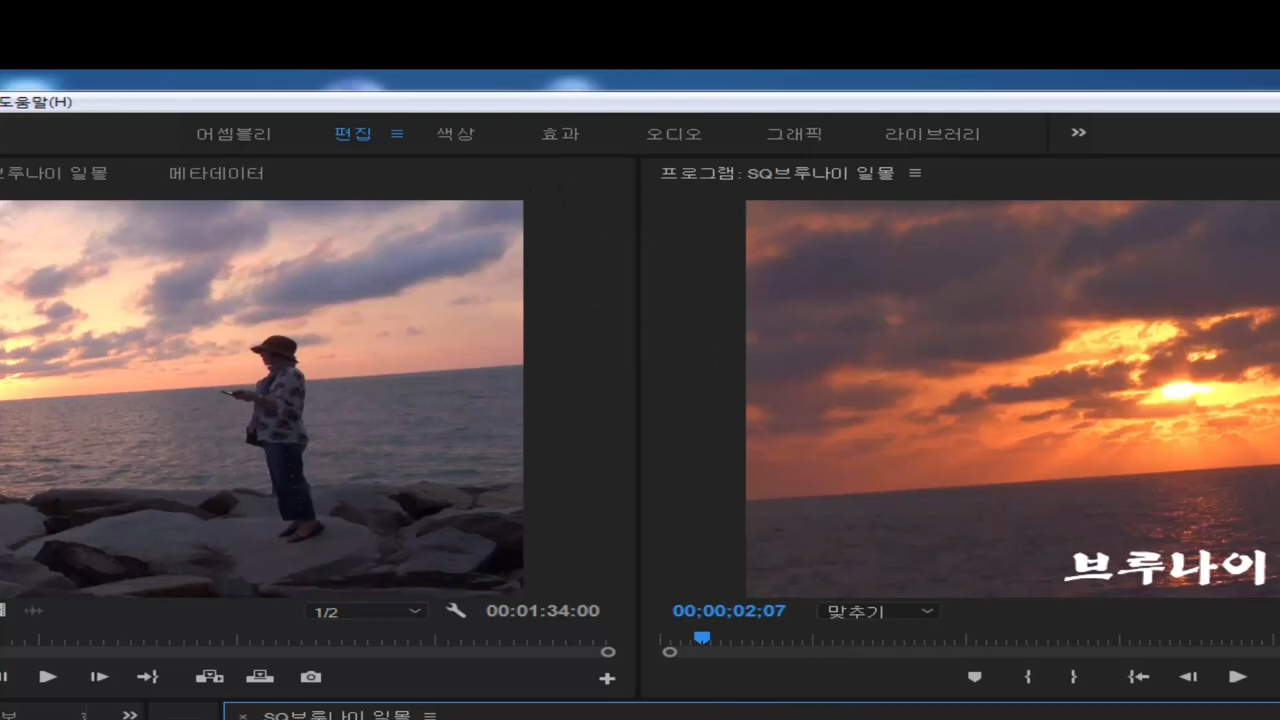 도움말(H)
어셈블리 편집 색상 효과 오디오 그래픽 라이브러리
브루나이 일몰 메타데이터
프로그램: SQ브루나이 일몰
브루나이
1/2 00:01:34:00
00;00;02;07 맞추기
SQ브루나이 일몰